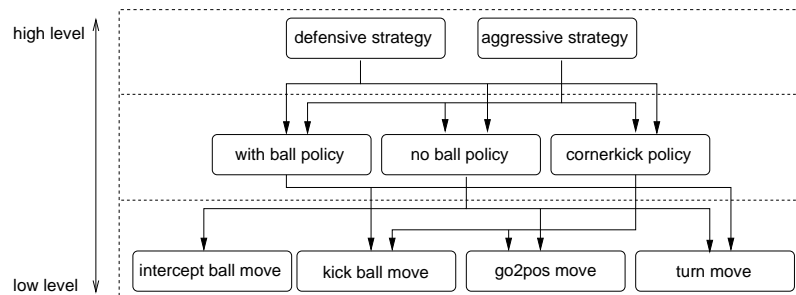 high level
defensive strategy
aggressive strategy
with ball policy
no ball policy
cornerkick policy
intercept ball move
kick ball move
go2pos move
turn move
low level